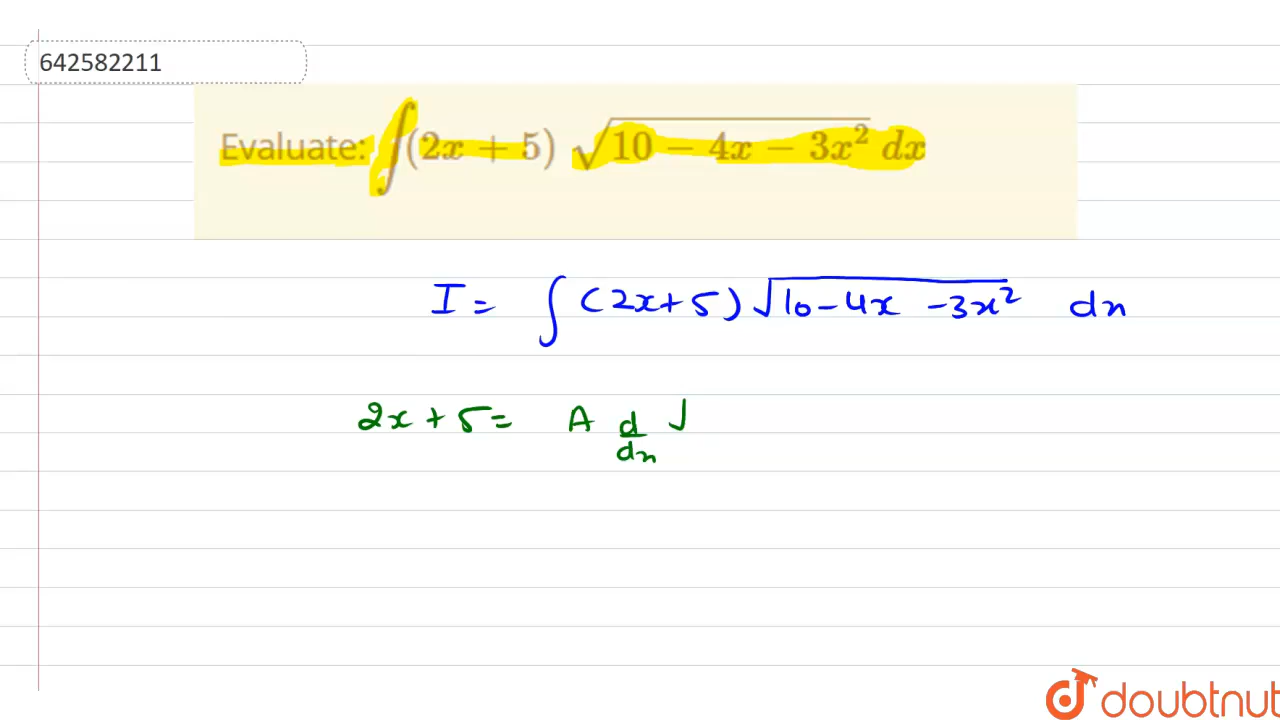 642582211
Evaluate: ∫(2x + 5) √(10 − 4x − 3x²) dx
I = ∫ (2x+5) √(10 − 4x − 3x²) dx
2x + 5 = A d/dx √
doubtnut